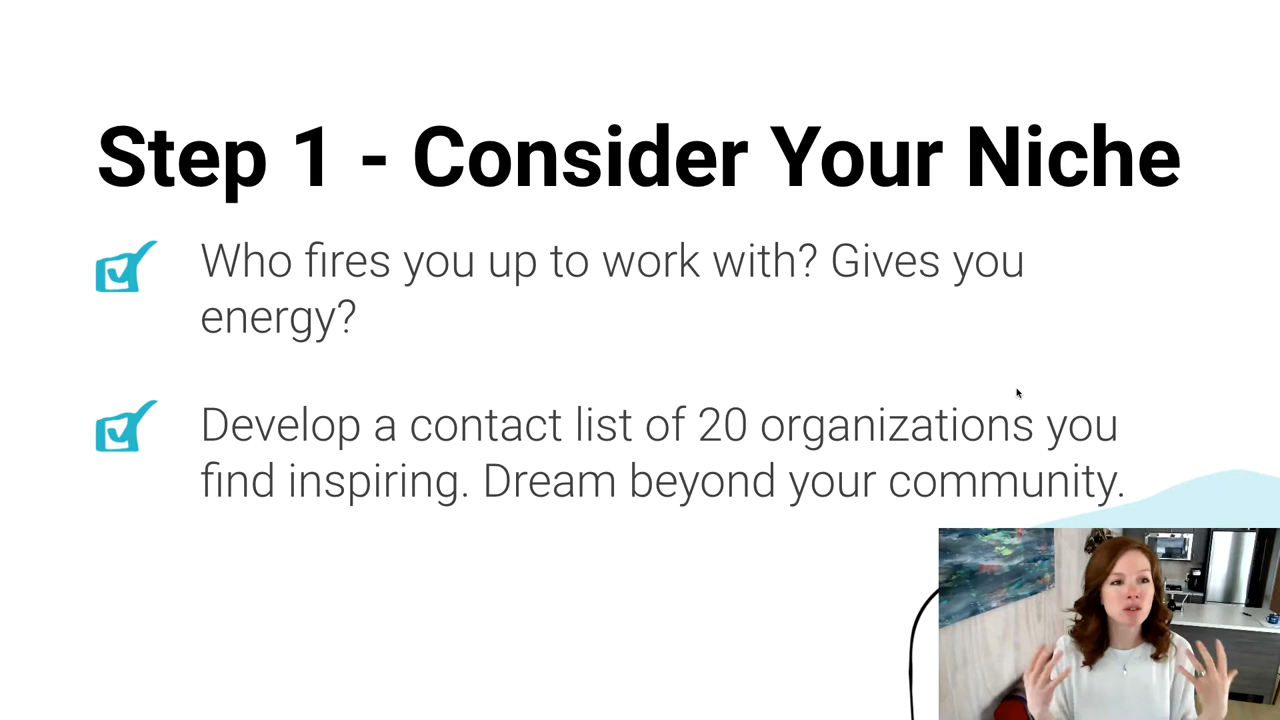 Step 1 - Consider Your Niche
Who fires you up to work with? Gives you
energy?
Develop a contact list of 20 organizations you
find inspiring. Dream beyond your community.